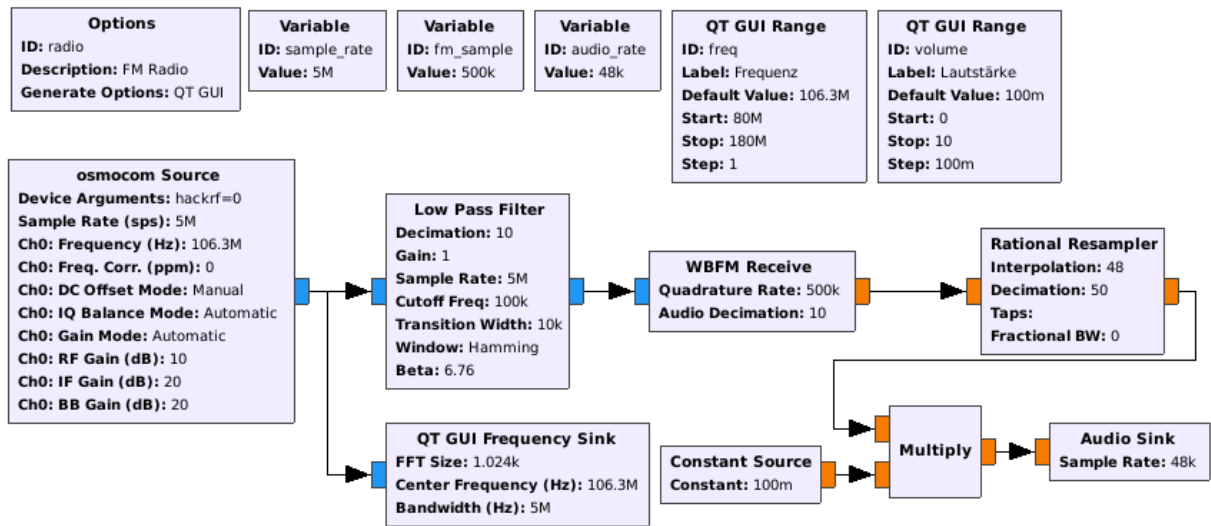 Options
ID: radio
Description: FM Radio
Generate Options: QT GUI
Variable
ID: sample_rate
Value: 5M
Variable
ID: fm_sample
Value: 500k
Variable
ID: audio_rate
Value: 48k
QT GUI Range
ID: freq
Label: Frequenz
Default Value: 106.3M
Start: 80M
Stop: 180M
Step: 1
QT GUI Range
ID: volume
Label: Lautstärke
Default Value: 100m
Start: 0
Stop: 10
Step: 100m
osmocom Source
Device Arguments: hackrf=0
Sample Rate (sps): 5M
Ch0: Frequency (Hz): 106.3M
Ch0: Freq. Corr. (ppm): 0
Ch0: DC Offset Mode: Manual
Ch0: IQ Balance Mode: Automatic
Ch0: Gain Mode: Automatic
Ch0: RF Gain (dB): 10
Ch0: IF Gain (dB): 20
Ch0: BB Gain (dB): 20
Low Pass Filter
Decimation: 10
Gain: 1
Sample Rate: 5M
Cutoff Freq: 100k
Transition Width: 10k
Window: Hamming
Beta: 6.76
WBFM Receive
Quadrature Rate: 500k
Audio Decimation: 10
Rational Resampler
Interpolation: 48
Decimation: 50
Taps:
Fractional BW: 0
QT GUI Frequency Sink
FFT Size: 1.024k
Center Frequency (Hz): 106.3M
Bandwidth (Hz): 5M
Constant Source
Constant: 100m
Multiply
Audio Sink
Sample Rate: 48k